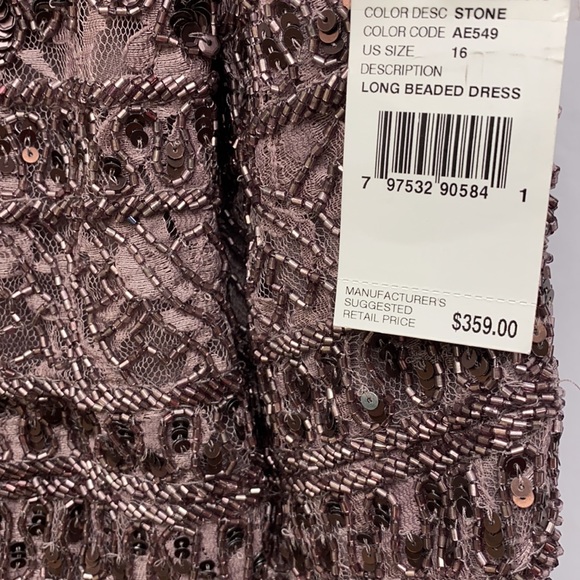 COLOR DESC STONE
COLOR CODE AE549
US SIZE 16
DESCRIPTION
LONG BEADED DRESS
7 97532 90584 1
MANUFACTURER'S
SUGGESTED
RETAIL PRICE $359.00